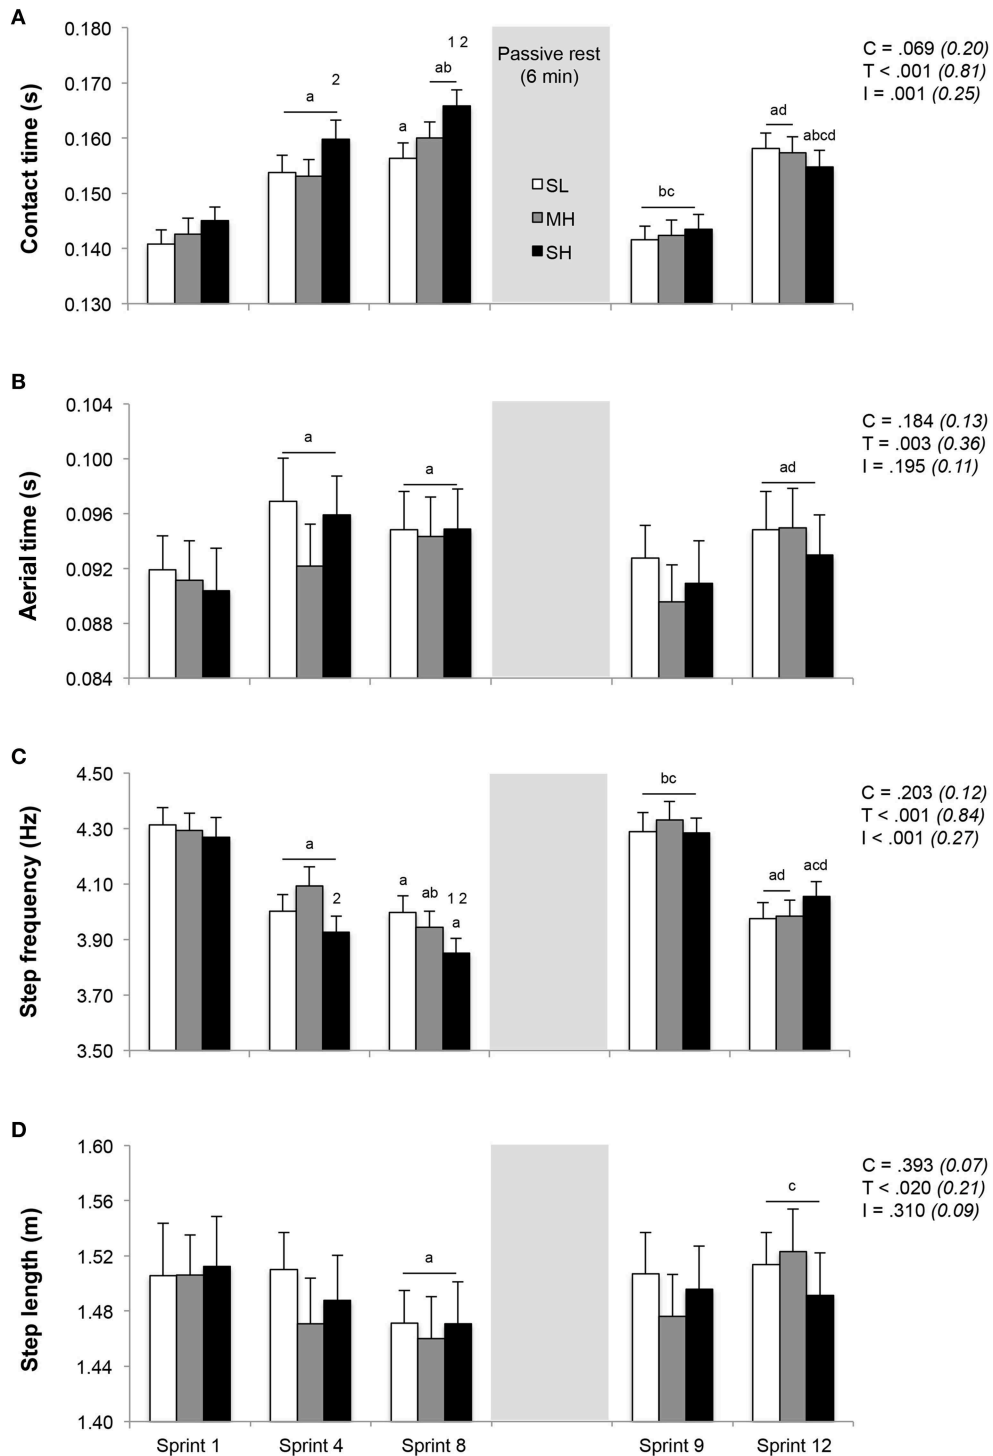 A
0.180
0.170
0.160
0.150
0.140
0.130
Contact time (s)
a
2
a
ab
1 2
Passive rest
(6 min)
SL
MH
SH
bc
ad
abcd
C = .069 (0.20)
T < .001 (0.81)
I = .001 (0.25)
B
0.104
0.100
0.096
0.092
0.088
0.084
Aerial time (s)
a
a
ad
C = .184 (0.13)
T = .003 (0.36)
I = .195 (0.11)
C
4.50
4.30
4.10
3.90
3.70
3.50
Step frequency (Hz)
a
2
a
ab
1 2
a
bc
ad
acd
C = .203 (0.12)
T < .001 (0.84)
I < .001 (0.27)
D
1.60
1.56
1.52
1.48
1.44
1.40
Step length (m)
a
c
C = .393 (0.07)
T < .020 (0.21)
I = .310 (0.09)
Sprint 1
Sprint 4
Sprint 8
Sprint 9
Sprint 12